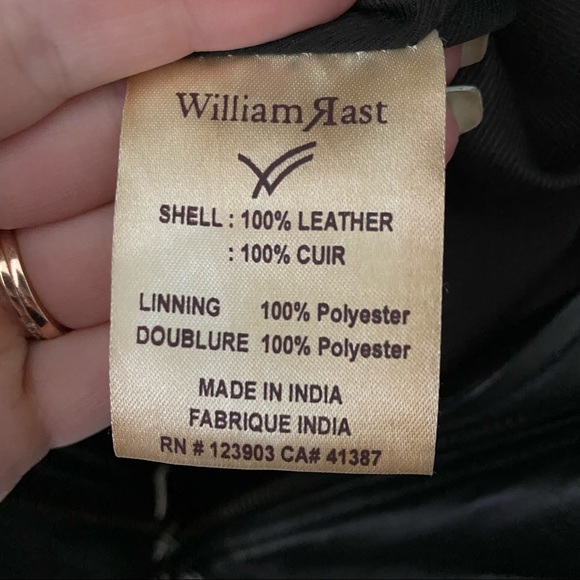 William Rast
SHELL : 100% LEATHER
: 100% CUIR
LINNING 100% Polyester
DOUBLURE 100% Polyester
MADE IN INDIA
FABRIQUE INDIA
RN # 123903 CA# 41387